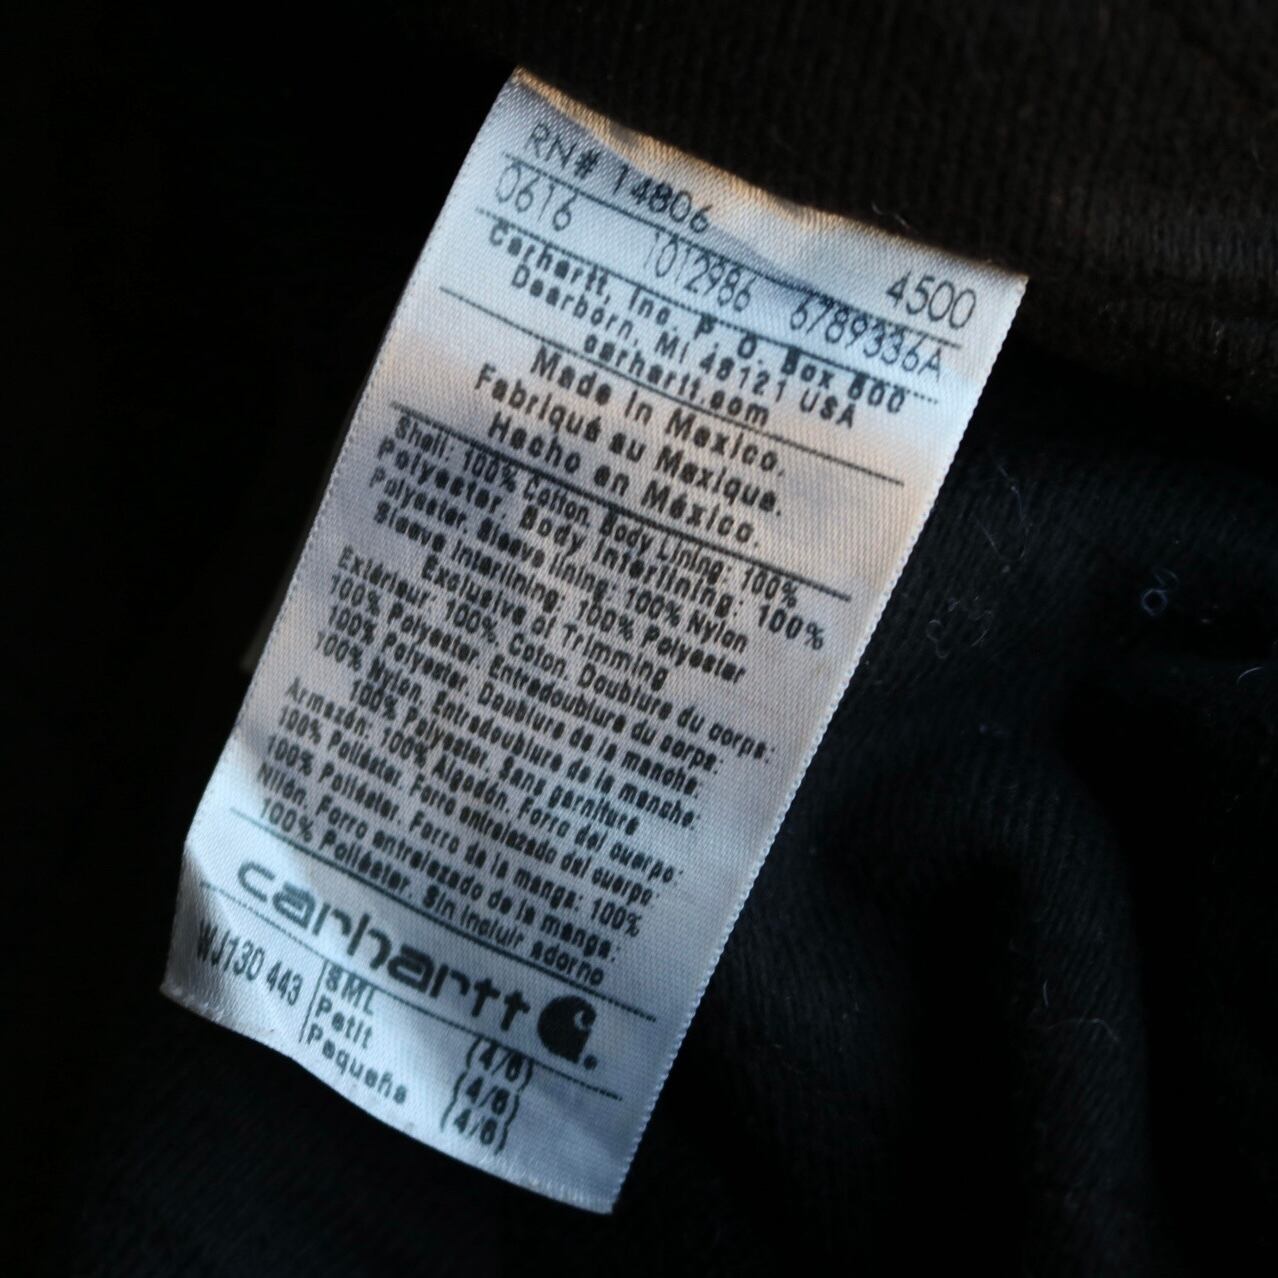 RN# 14806 4500
0616 1012986 6789336A
Carhartt, Inc. P. O. Box 600
Dearborn, MI 48121 USA
carhartt.com
Made in Mexico.
Fabriqué au Mexique.
Hecho en México.
Shell: 100% Cotton. Body Lining: 100%
Polyester. Body Interlining: 100%
Polyester. Sleeve lining: 100% Nylon
Sleeve Interlining: 100% Polyester
Exclusive of Trimming
Extérieur: 100% Coton. Doublure du corps:
100% Polyester. Entredoublure du corps:
100% Polyester. Doublure de la manche:
100% Nylon. Entredoublure de la manche:
100% Polyester. Sans garniture
Armazón: 100% Algodón. Forro del cuerpo:
100% Poliéster. Forro entrelazado del cuerpo:
100% Poliéster. Forro de la manga: 100%
Nilón. Forro entrelazado de la manga:
100% Poliéster. Sin incluir adorno
carhartt
WJ130 443 SML (4/6)
Petit (4/6)
Pequeña (4/6)